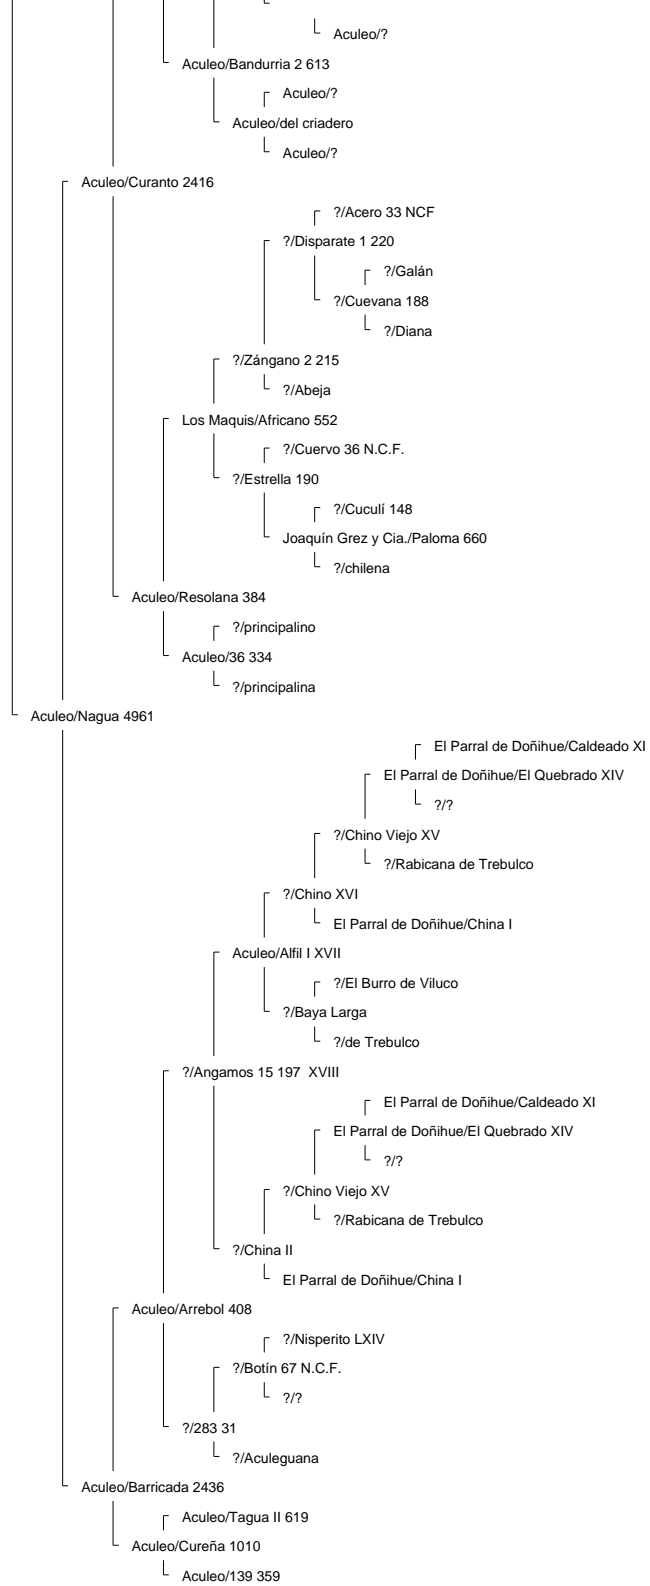 Aculeo/?
Aculeo/Bandurria 2 613
Aculeo/?
Aculeo/del criadero
Aculeo/?
Aculeo/Curanto 2416
?/Acero 33 NCF
?/Disparate 1 220
?/Galán
?/Cuevana 188
?/Diana
?/Zángano 2 215
?/Abeja
Los Maquis/Africano 552
?/Cuervo 36 N.C.F.
?/Estrella 190
?/Cuculí 148
Joaquín Grez y Cia./Paloma 660
?/chilena
Aculeo/Resolana 384
?/principalino
Aculeo/36 334
?/principalina
Aculeo/Nagua 4961
El Parral de Doñihue/Caldeado XI
El Parral de Doñihue/El Quebrado XIV
?/?
?/Chino Viejo XV
?/Rabicana de Trebulco
?/Chino XVI
El Parral de Doñihue/China I
Aculeo/Alfil I XVII
?/El Burro de Viluco
?/Baya Larga
?/de Trebulco
?/Angamos 15 197 XVIII
El Parral de Doñihue/Caldeado XI
El Parral de Doñihue/El Quebrado XIV
?/?
?/Chino Viejo XV
?/Rabicana de Trebulco
?/China II
El Parral de Doñihue/China I
Aculeo/Arrebol 408
?/Nisperito LXIV
?/Botín 67 N.C.F.
?/?
?/283 31
?/Aculeguana
Aculeo/Barricada 2436
Aculeo/Tagua II 619
Aculeo/Cureña 1010
Aculeo/139 359